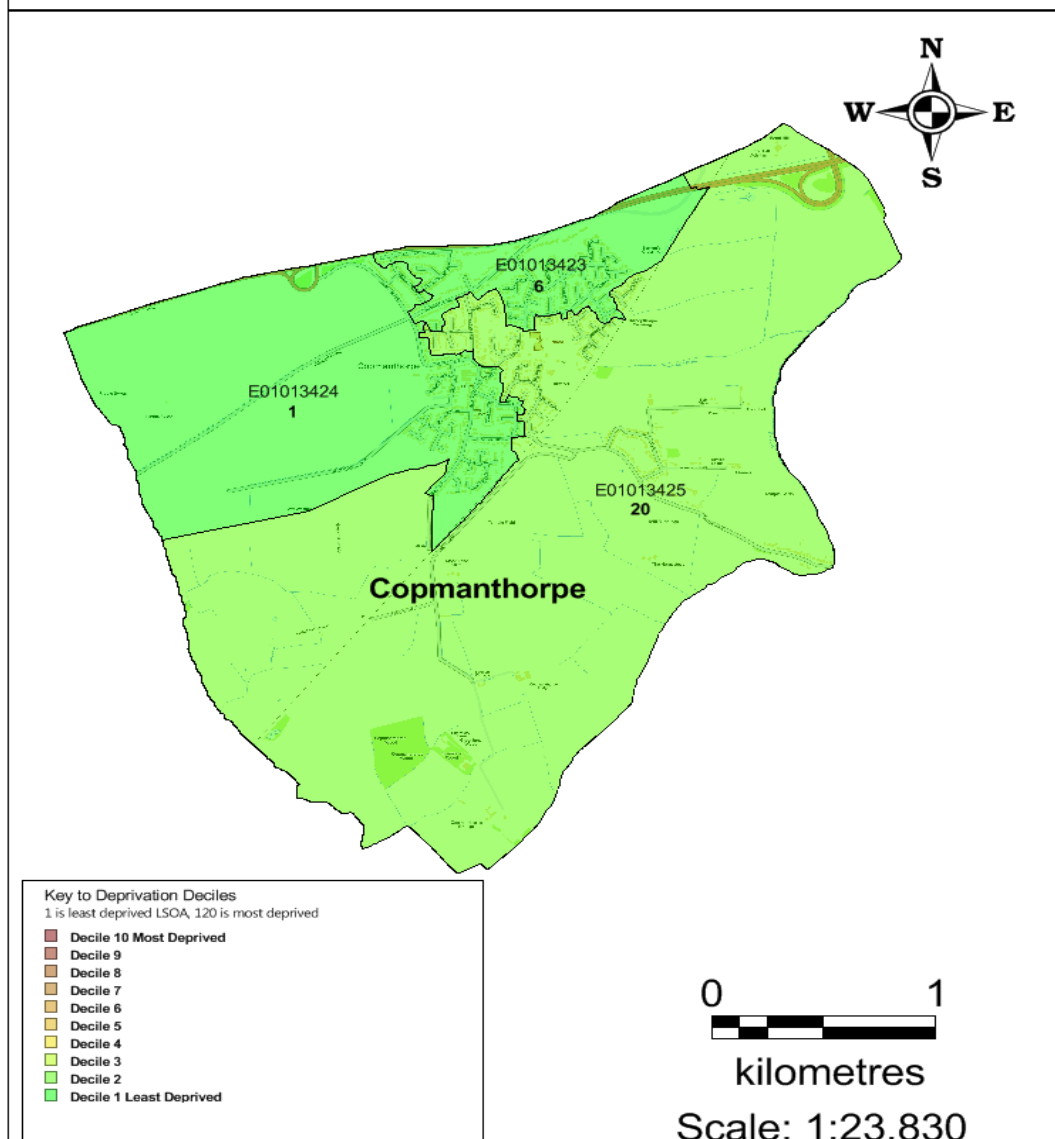 N
W E
S
E01013423
6
Copmanthorpe
E01013424
1
E01013425
20
Copmanthorpe
Key to Deprivation Deciles
1 is least deprived LSOA, 120 is most deprived
Decile 10 Most Deprived
Decile 9
Decile 8
Decile 7
Decile 6
Decile 5
Decile 4
Decile 3
Decile 2
Decile 1 Least Deprived
0 1
kilometres
Scale: 1:23,830